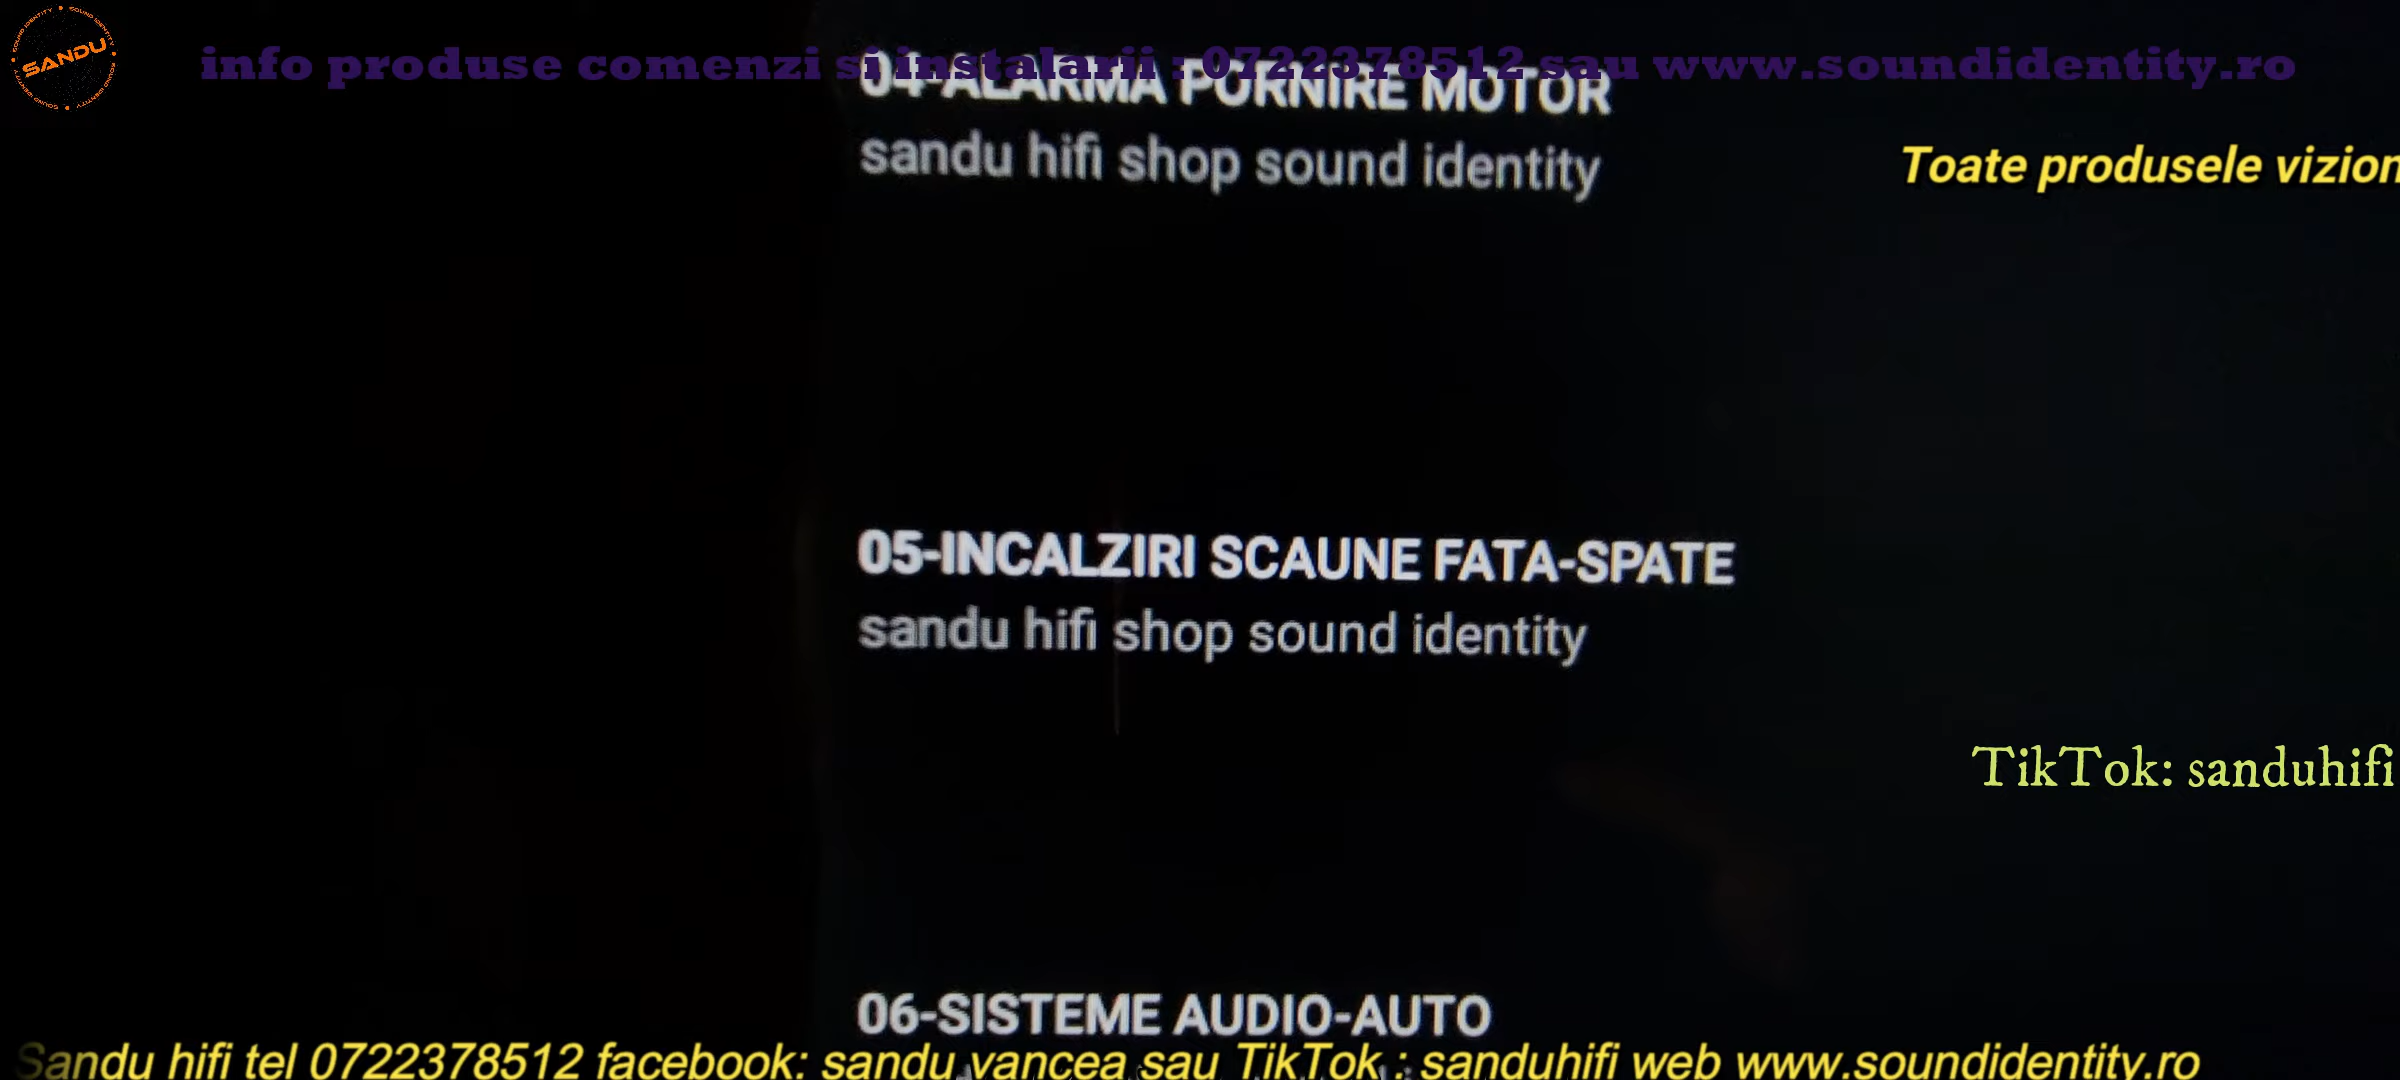 SANDU
info produse comenzi si instalarii : 0722378512 sau www.soundidentity.ro
04-ALARMA PORNIRE MOTOR
sandu hifi shop sound identity
Toate produsele vizion
05-INCALZIRI SCAUNE FATA-SPATE
sandu hifi shop sound identity
TikTok: sanduhifi
06-SISTEME AUDIO-AUTO
Sandu hifi tel 0722378512 facebook: sandu vancea sau TikTok : sanduhifi web www.soundidentity.ro